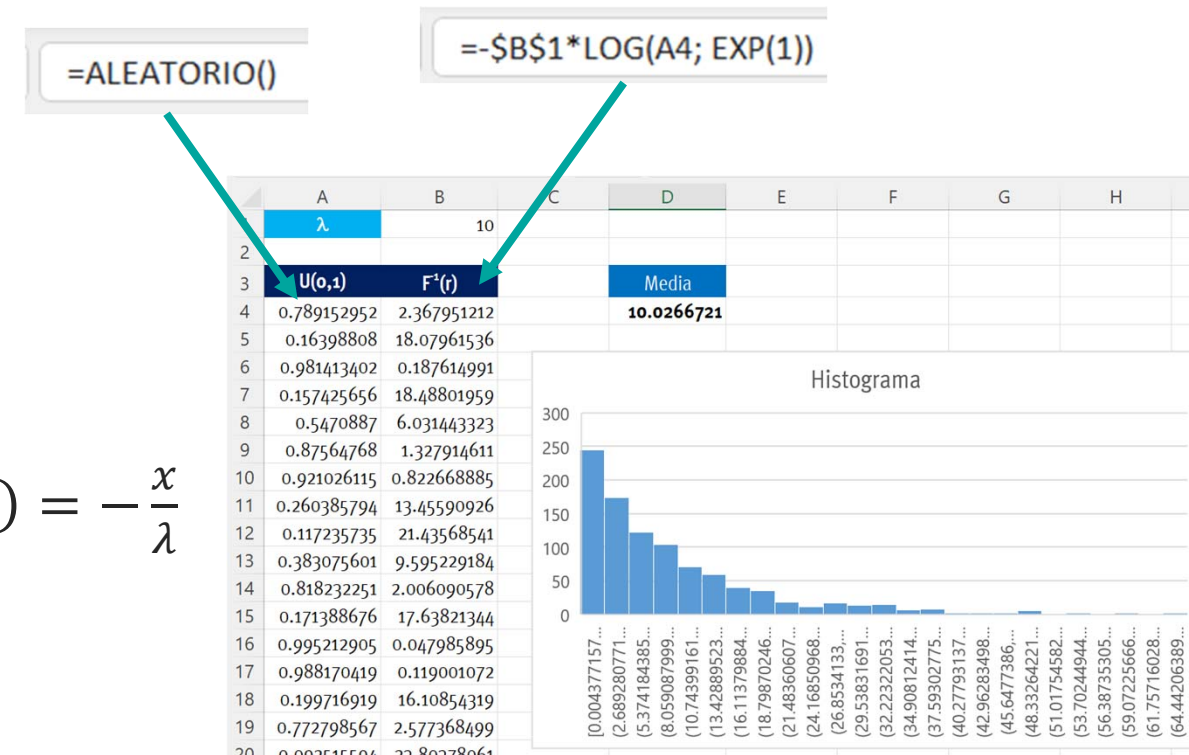 =ALEATORIO()
=-$B$1*LOG(A4; EXP(1))
A B C D E F G H
λ 10
2
3 U(0,1) F¹(r) Media
4 0.789152952 2.367951212 10.0266721
5 0.16398808 18.07961536
6 0.981413402 0.187614991
7 0.157425656 18.48801959
8 0.5470887 6.031443323
9 0.87564768 1.327914611
10 0.921026115 0.822668885
11 0.260385794 13.45590926
12 0.117235735 21.43568541
13 0.383075601 9.595229184
14 0.818232251 2.006090578
15 0.171388676 17.63821344
16 0.995212905 0.047985895
17 0.988170419 0.119001072
18 0.199716919 16.10854319
19 0.772798567 2.577368499
) = −x/λ
Histograma
300
250
200
150
100
50
0
[0.004377157...
(2.689280771...
(5.374184385...
(8.059087999...
(10.74399161...
(13.42889523...
(16.11379884...
(18.79870246...
(21.48360607...
(24.16850968...
(26.8534133,...
(29.53831691...
(32.22322053...
(34.90812414...
(37.59302775...
(40.27793137...
(42.96283498...
(45.6477386,...
(48.33264221...
(51.01754582...
(53.70244944...
(56.38735305...
(59.07225666...
(61.75716028...
(64.44206389...